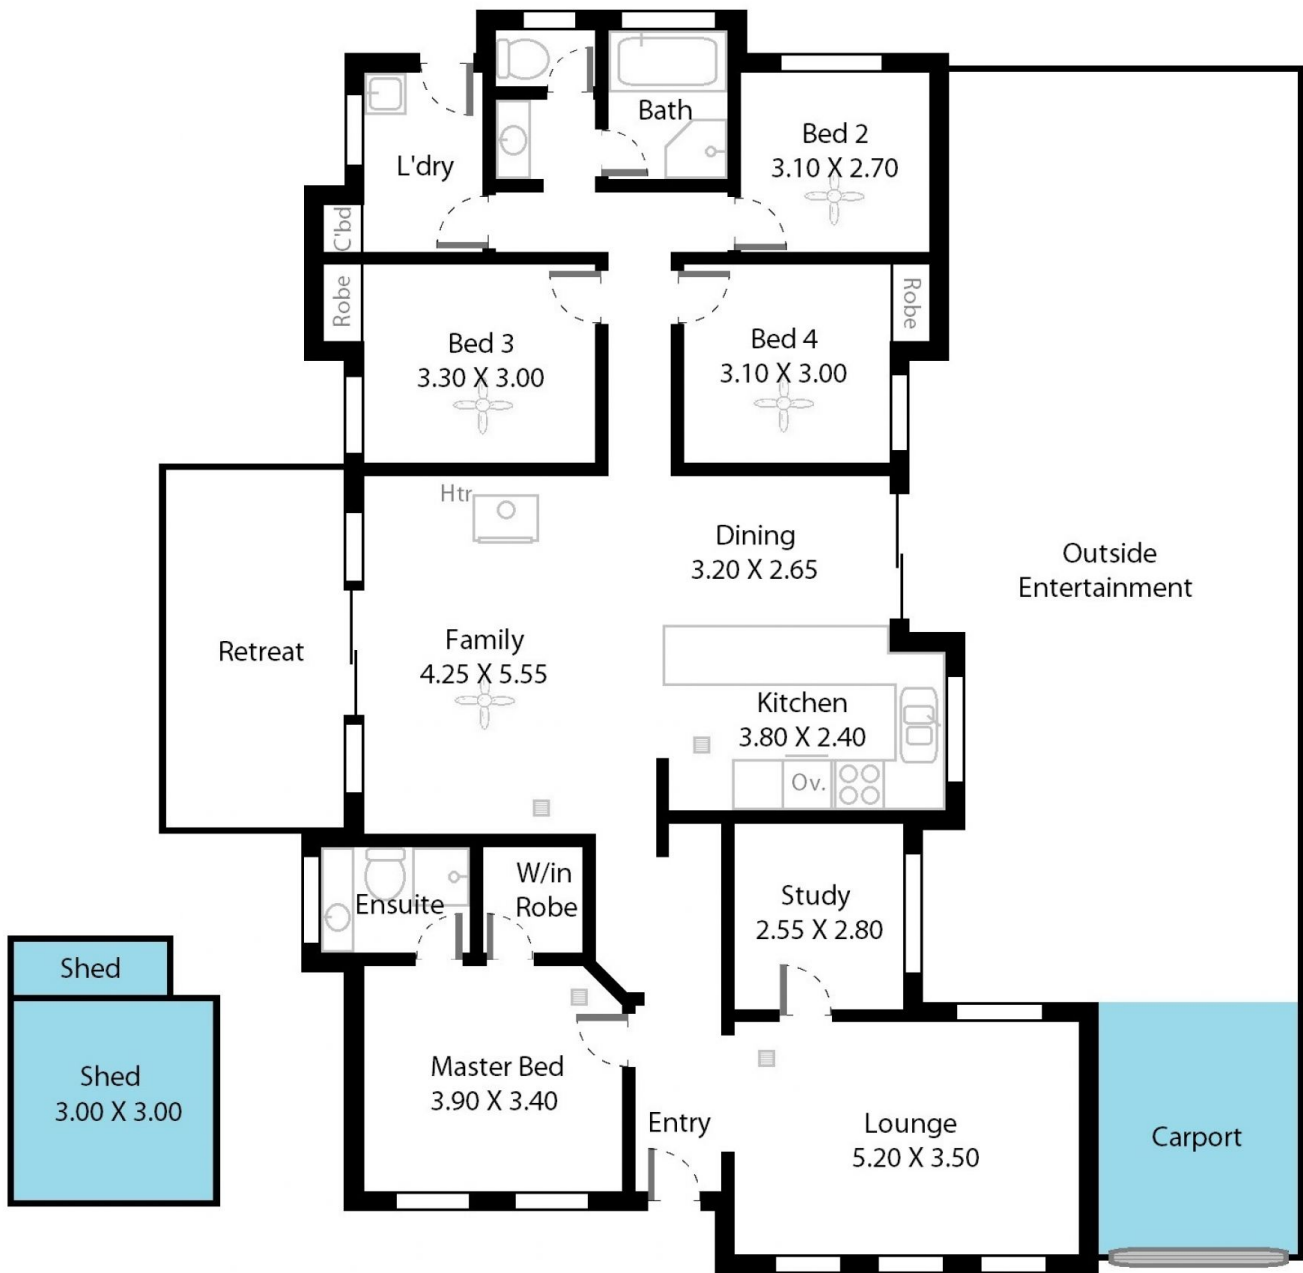 Bath
Bed 2
3.10 X 2.70
L'dry
C'bd
Robe
Bed 3
3.30 X 3.00
Bed 4
3.10 X 3.00
Robe
Htr
Dining
3.20 X 2.65
Outside
Entertainment
Retreat
Family
4.25 X 5.55
Kitchen
3.80 X 2.40
Ov.
Ensuite
W/in
Robe
Study
2.55 X 2.80
Shed
Shed
3.00 X 3.00
Master Bed
3.90 X 3.40
Entry
Lounge
5.20 X 3.50
Carport